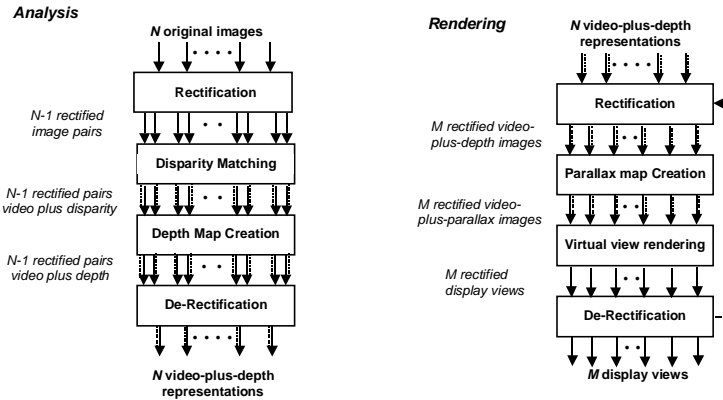 Analysis
N original images
Rectification
N-1 rectified
image pairs
Disparity Matching
N-1 rectified pairs
video plus disparity
Depth Map Creation
N-1 rectified pairs
video plus depth
De-Rectification
N video-plus-depth
representations
Rendering
N video-plus-depth
representations
Rectification
M rectified video-
plus-depth images
Parallax map Creation
M rectified video-
plus-parallax images
Virtual view rendering
M rectified
display views
De-Rectification
M display views